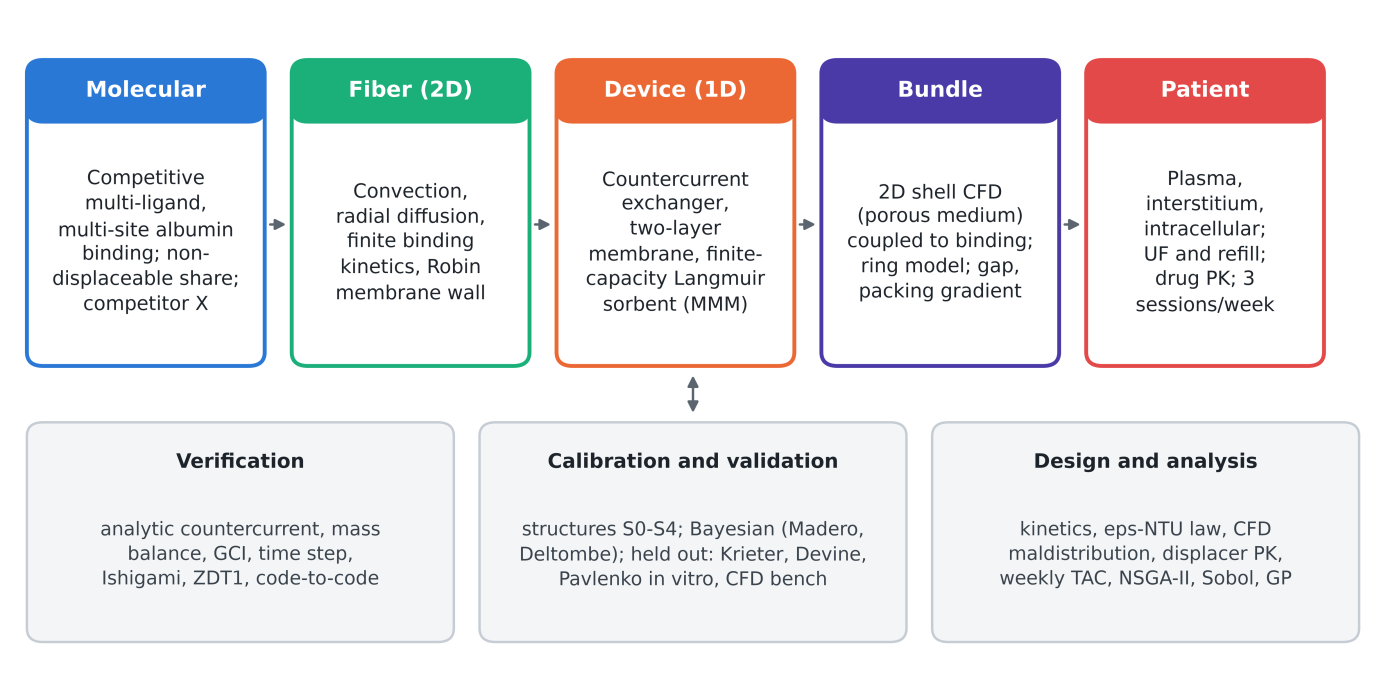 Molecular
Competitive
multi-ligand,
multi-site albumin
binding; non-
displaceable share;
competitor X
Fiber (2D)
Convection,
radial diffusion,
finite binding
kinetics, Robin
membrane wall
Device (1D)
Countercurrent
exchanger,
two-layer
membrane, finite-
capacity Langmuir
sorbent (MMM)
Bundle
2D shell CFD
(porous medium)
coupled to binding;
ring model; gap,
packing gradient
Patient
Plasma,
interstitium,
intracellular;
UF and refill;
drug PK; 3
sessions/week
Verification
analytic countercurrent, mass
balance, GCI, time step,
Ishigami, ZDT1, code-to-code
Calibration and validation
structures S0-S4; Bayesian (Madero,
Deltombe); held out: Krieter, Devine,
Pavlenko in vitro, CFD bench
Design and analysis
kinetics, eps-NTU law, CFD
maldistribution, displacer PK,
weekly TAC, NSGA-II, Sobol, GP